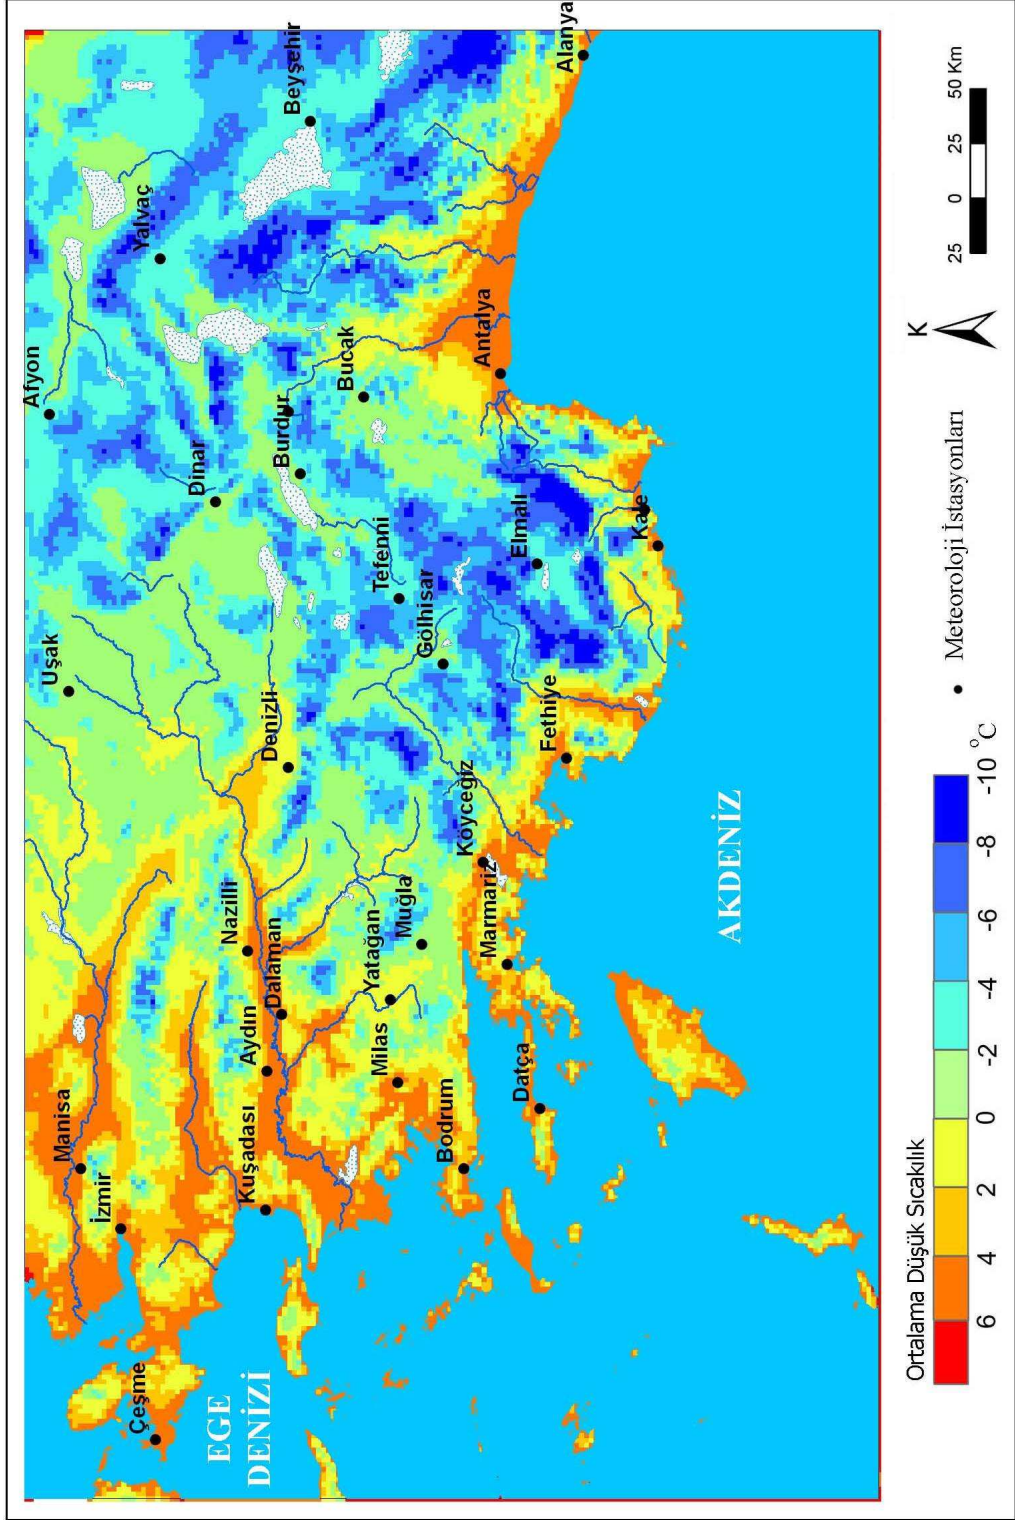 Afyon
Uşak
Manisa
İzmir
Çeşme
Yalvaç
Dinar
Burdur
Beyşehir
Denizli
Nazilli
Dalaman
Aydın
Kuşadası
Bucak
Tefenni
Gölhisar
Yatağan
Muğla
Milas
Bodrum
Antalya
Elmalı
Alanya
Köyceğiz
Marmariz
Datça
Fethiye
Kale
EGE
DENİZİ
AKDENİZ
Ortalama Düşük Sıcaklık
6 4 2 0 -2 -4 -6 -8 -10 °C
Meteoroloji İstasyonları
K
25 0 25 50 Km